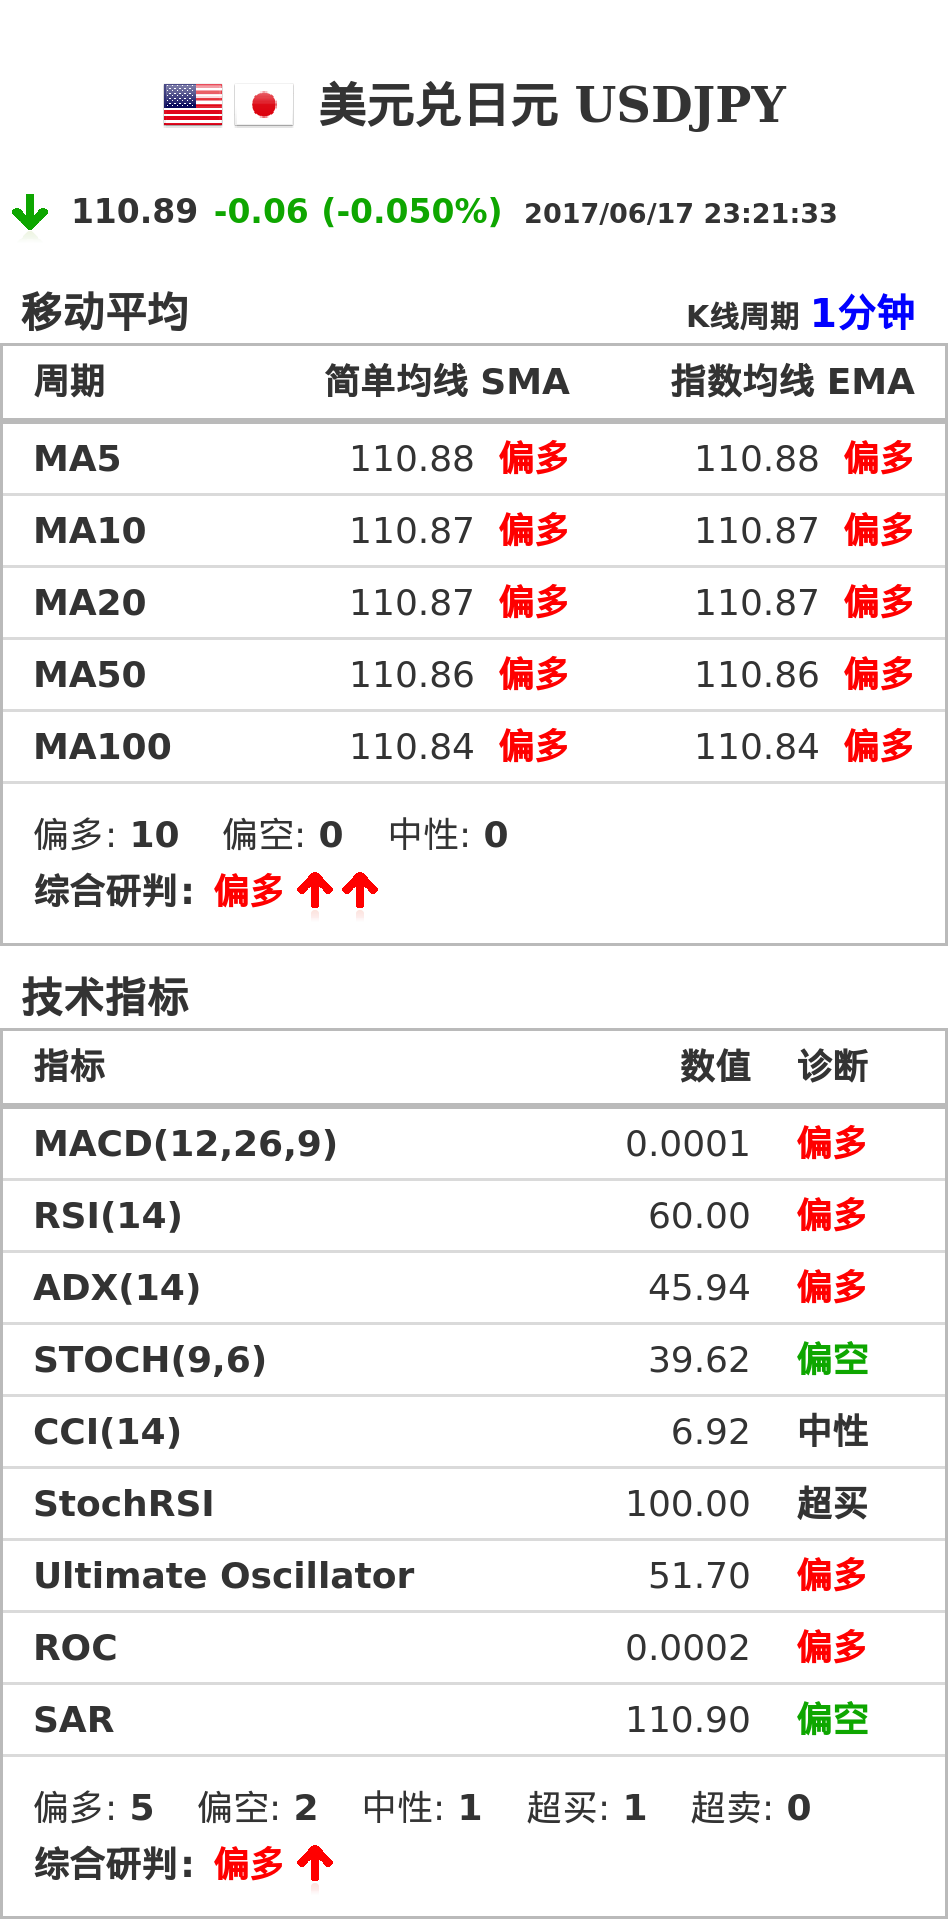 美元兑日元 USDJPY
110.89 -0.06 (-0.050%) 2017/06/17 23:21:33
移动平均 K线周期 1分钟
周期 简单均线 SMA 指数均线 EMA
MA5 110.88 偏多 110.88 偏多
MA10 110.87 偏多 110.87 偏多
MA20 110.87 偏多 110.87 偏多
MA50 110.86 偏多 110.86 偏多
MA100 110.84 偏多 110.84 偏多
偏多: 10 偏空: 0 中性: 0
综合研判: 偏多
技术指标
指标 数值 诊断
MACD(12,26,9) 0.0001 偏多
RSI(14) 60.00 偏多
ADX(14) 45.94 偏多
STOCH(9,6) 39.62 偏空
CCI(14) 6.92 中性
StochRSI 100.00 超买
Ultimate Oscillator 51.70 偏多
ROC 0.0002 偏多
SAR 110.90 偏空
偏多: 5 偏空: 2 中性: 1 超买: 1 超卖: 0
综合研判: 偏多